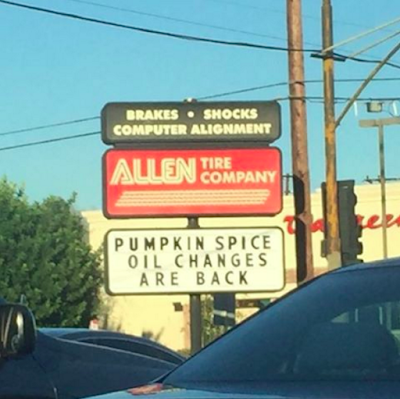 BRAKES • SHOCKS
COMPUTER ALIGNMENT
ALLEN TIRE
COMPANY
PUMPKIN SPICE
OIL CHANGES
ARE BACK